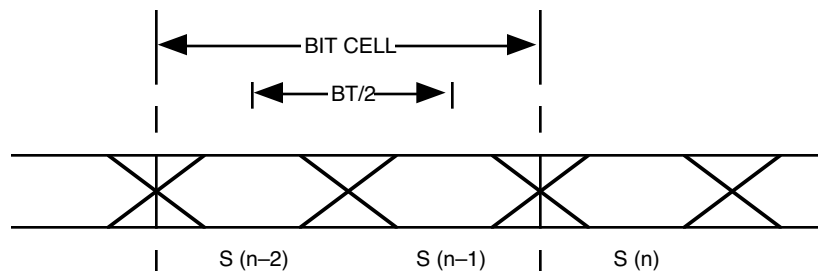 BIT CELL
BT/2
S (n–2) S (n–1) S (n)